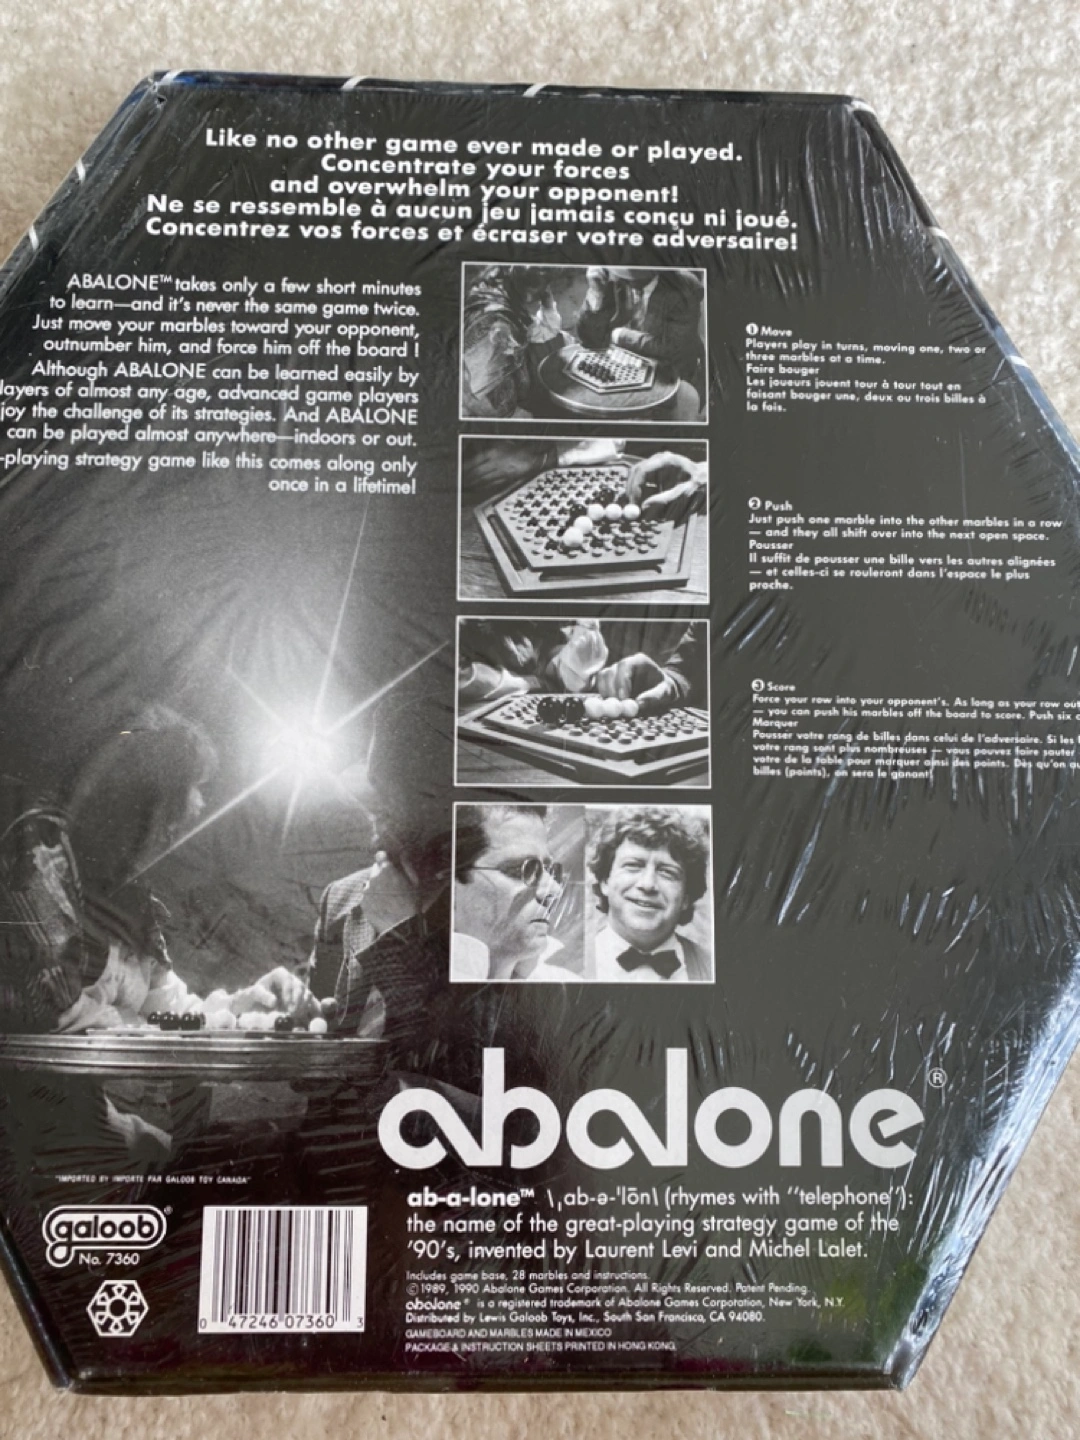 Like no other game ever made or played.
Concentrate your forces
and overwhelm your opponent!
Ne se ressemble à aucun jeu jamais conçu ni joué.
Concentrez vos forces et écraser votre adversaire!
ABALONE™ takes only a few short minutes
to learn—and it's never the same game twice.
Just move your marbles toward your opponent,
outnumber him, and force him off the board !
Although ABALONE can be learned easily by
layers of almost any age, advanced game players
joy the challenge of its strategies. And ABALONE
can be played almost anywhere—indoors or out.
-playing strategy game like this comes along only
once in a lifetime!
❶ Move
Players play in turns, moving one, two or
three marbles at a time.
Faire bouger
Les joueurs jouent tour à tour tout en
faisant bouger une, deux ou trois billes à
la fois.
❷ Push
Just push one marble into the other marbles in a row
— and they all shift over into the next open space.
Pousser
Il suffit de pousser une bille vers les autres alignées
— et celles-ci se rouleront dans l'espace le plus
proche.
❸ Score
Force your row into your opponent's. As long as your row out
— you can push his marbles off the board to score. Push six
Marquer
Pousser votre rang de billes dans celui de l'adversaire. Si les
votre rang sont plus nombreuses — vous pouvez faire sauter
votre de la table pour marquer ainsi des points. Dès qu'on
billes (points), on sera le ganant!
abalone®
ab-a-lone™ \ˌab-ə-ˈlōn\ (rhymes with "telephone"):
the name of the great-playing strategy game of the
'90's, invented by Laurent Levi and Michel Lalet.
Includes game base, 28 marbles and instructions.
©1989, 1990 Abalone Games Corporation. All Rights Reserved. Patent Pending.
abalone® is a registered trademark of Abalone Games Corporation, New York, N.Y.
Distributed by Lewis Galoob Toys, Inc., South San Francisco, CA 94080.
GAMEBOARD AND MARBLES MADE IN MEXICO
PACKAGE & INSTRUCTION SHEETS PRINTED IN HONG KONG
"IMPORTED BY IMPORTE PAR GALOOB TOY CANADA"
galoob®
No. 7360
0 47246 07360 3